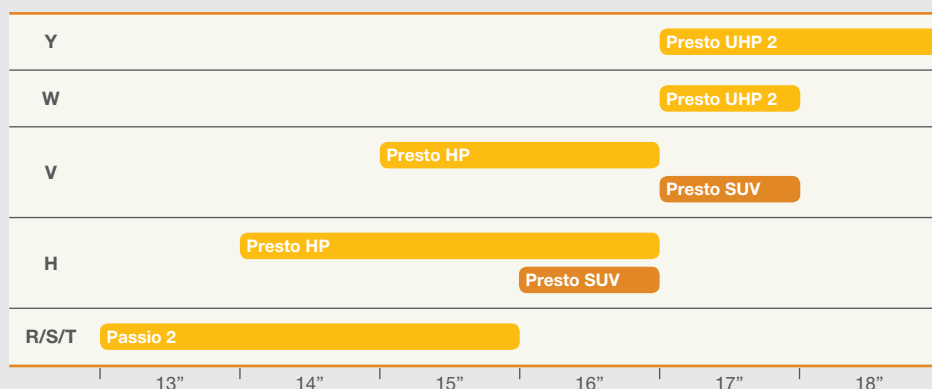 Y
Presto UHP 2
W
Presto UHP 2
V
Presto HP
Presto SUV
H
Presto HP
Presto SUV
R/S/T
Passio 2
13” 14” 15” 16” 17” 18”